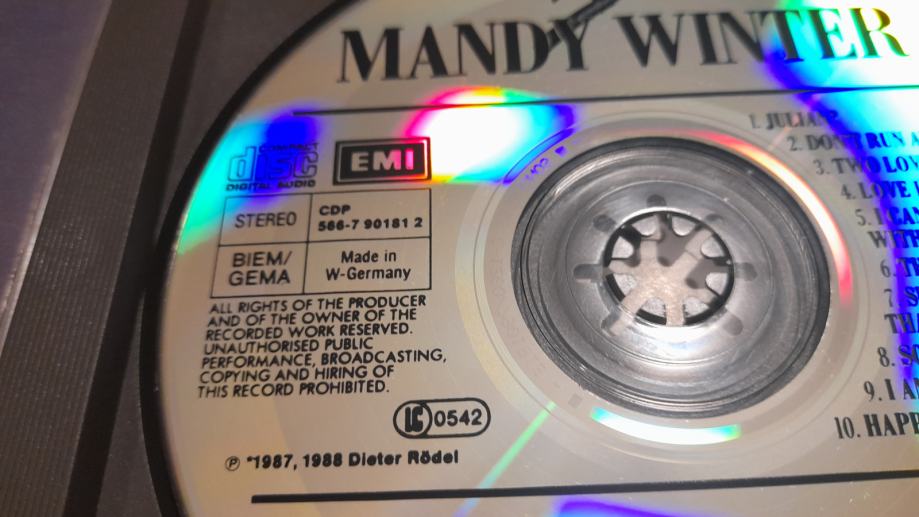 MANDY WINTER
COMPACT
disc
DIGITAL AUDIO
EMI
STEREO
CDP
566-7 90181 2
BIEM/
GEMA
Made in
W-Germany
ALL RIGHTS OF THE PRODUCER
AND OF THE OWNER OF THE
RECORDED WORK RESERVED.
UNAUTHORISED PUBLIC
PERFORMANCE, BROADCASTING,
COPYING AND HIRING OF
THIS RECORD PROHIBITED.
LC 0542
℗ *1987, 1988 Dieter Rödel
1. JULIAN?
2. DON'T RUN
3. TWO
4. LOVE
5. I CAN
6.
7.
8.
9. I
10.